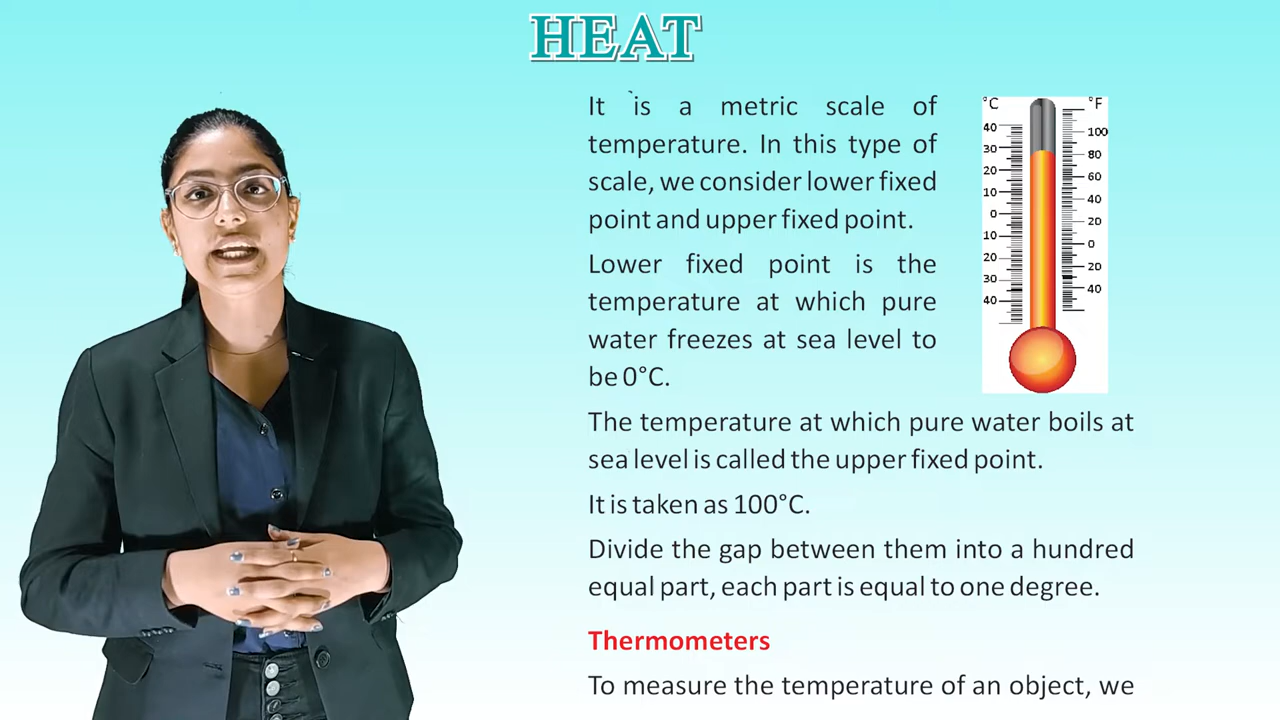 HEAT
It is a metric scale of
temperature. In this type of
scale, we consider lower fixed
point and upper fixed point.
Lower fixed point is the
temperature at which pure
water freezes at sea level to
be 0°C.
The temperature at which pure water boils at
sea level is called the upper fixed point.
It is taken as 100°C.
Divide the gap between them into a hundred
equal part, each part is equal to one degree.
Thermometers
To measure the temperature of an object, we
°C
40
30
20
10
0
10
20
30
40
°F
100
80
60
40
20
0
20
40